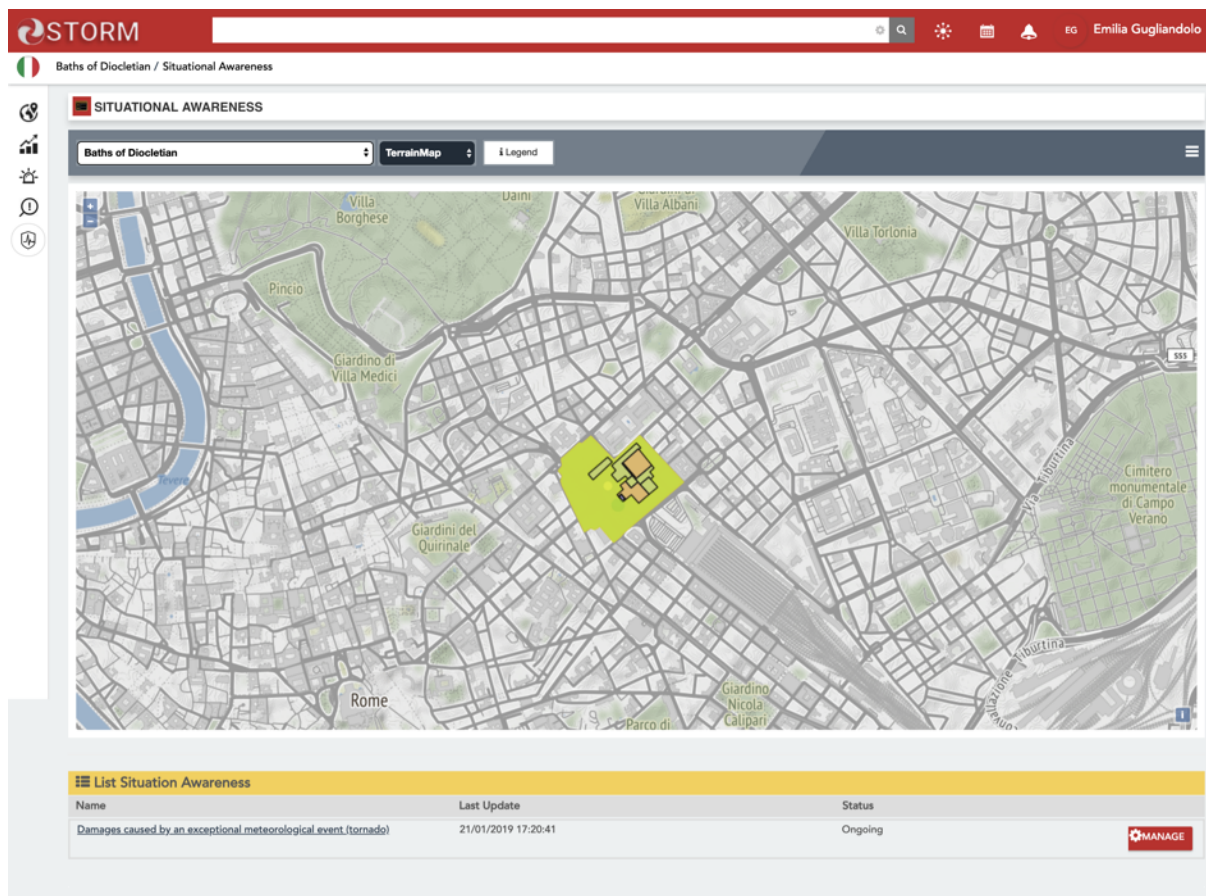 STORM
EG Emilia Gugliandolo
Baths of Diocletian / Situational Awareness
SITUATIONAL AWARENESS
Baths of Diocletian TerrainMap i Legend
Villa Borghese
Daini
Villa Albani
Villa Torlonia
Pincio
Giardino di Villa Medici
SS5
Via Tiburtina
Tevere
Cimitero monumentale di Campo Verano
Giardini del Quirinale
Tiburtina
Rome
Giardino Nicola Calipari
Parco di
List Situation Awareness
Name Last Update Status
Damages caused by an exceptional meteorological event (tornado) 21/01/2019 17:20:41 Ongoing MANAGE